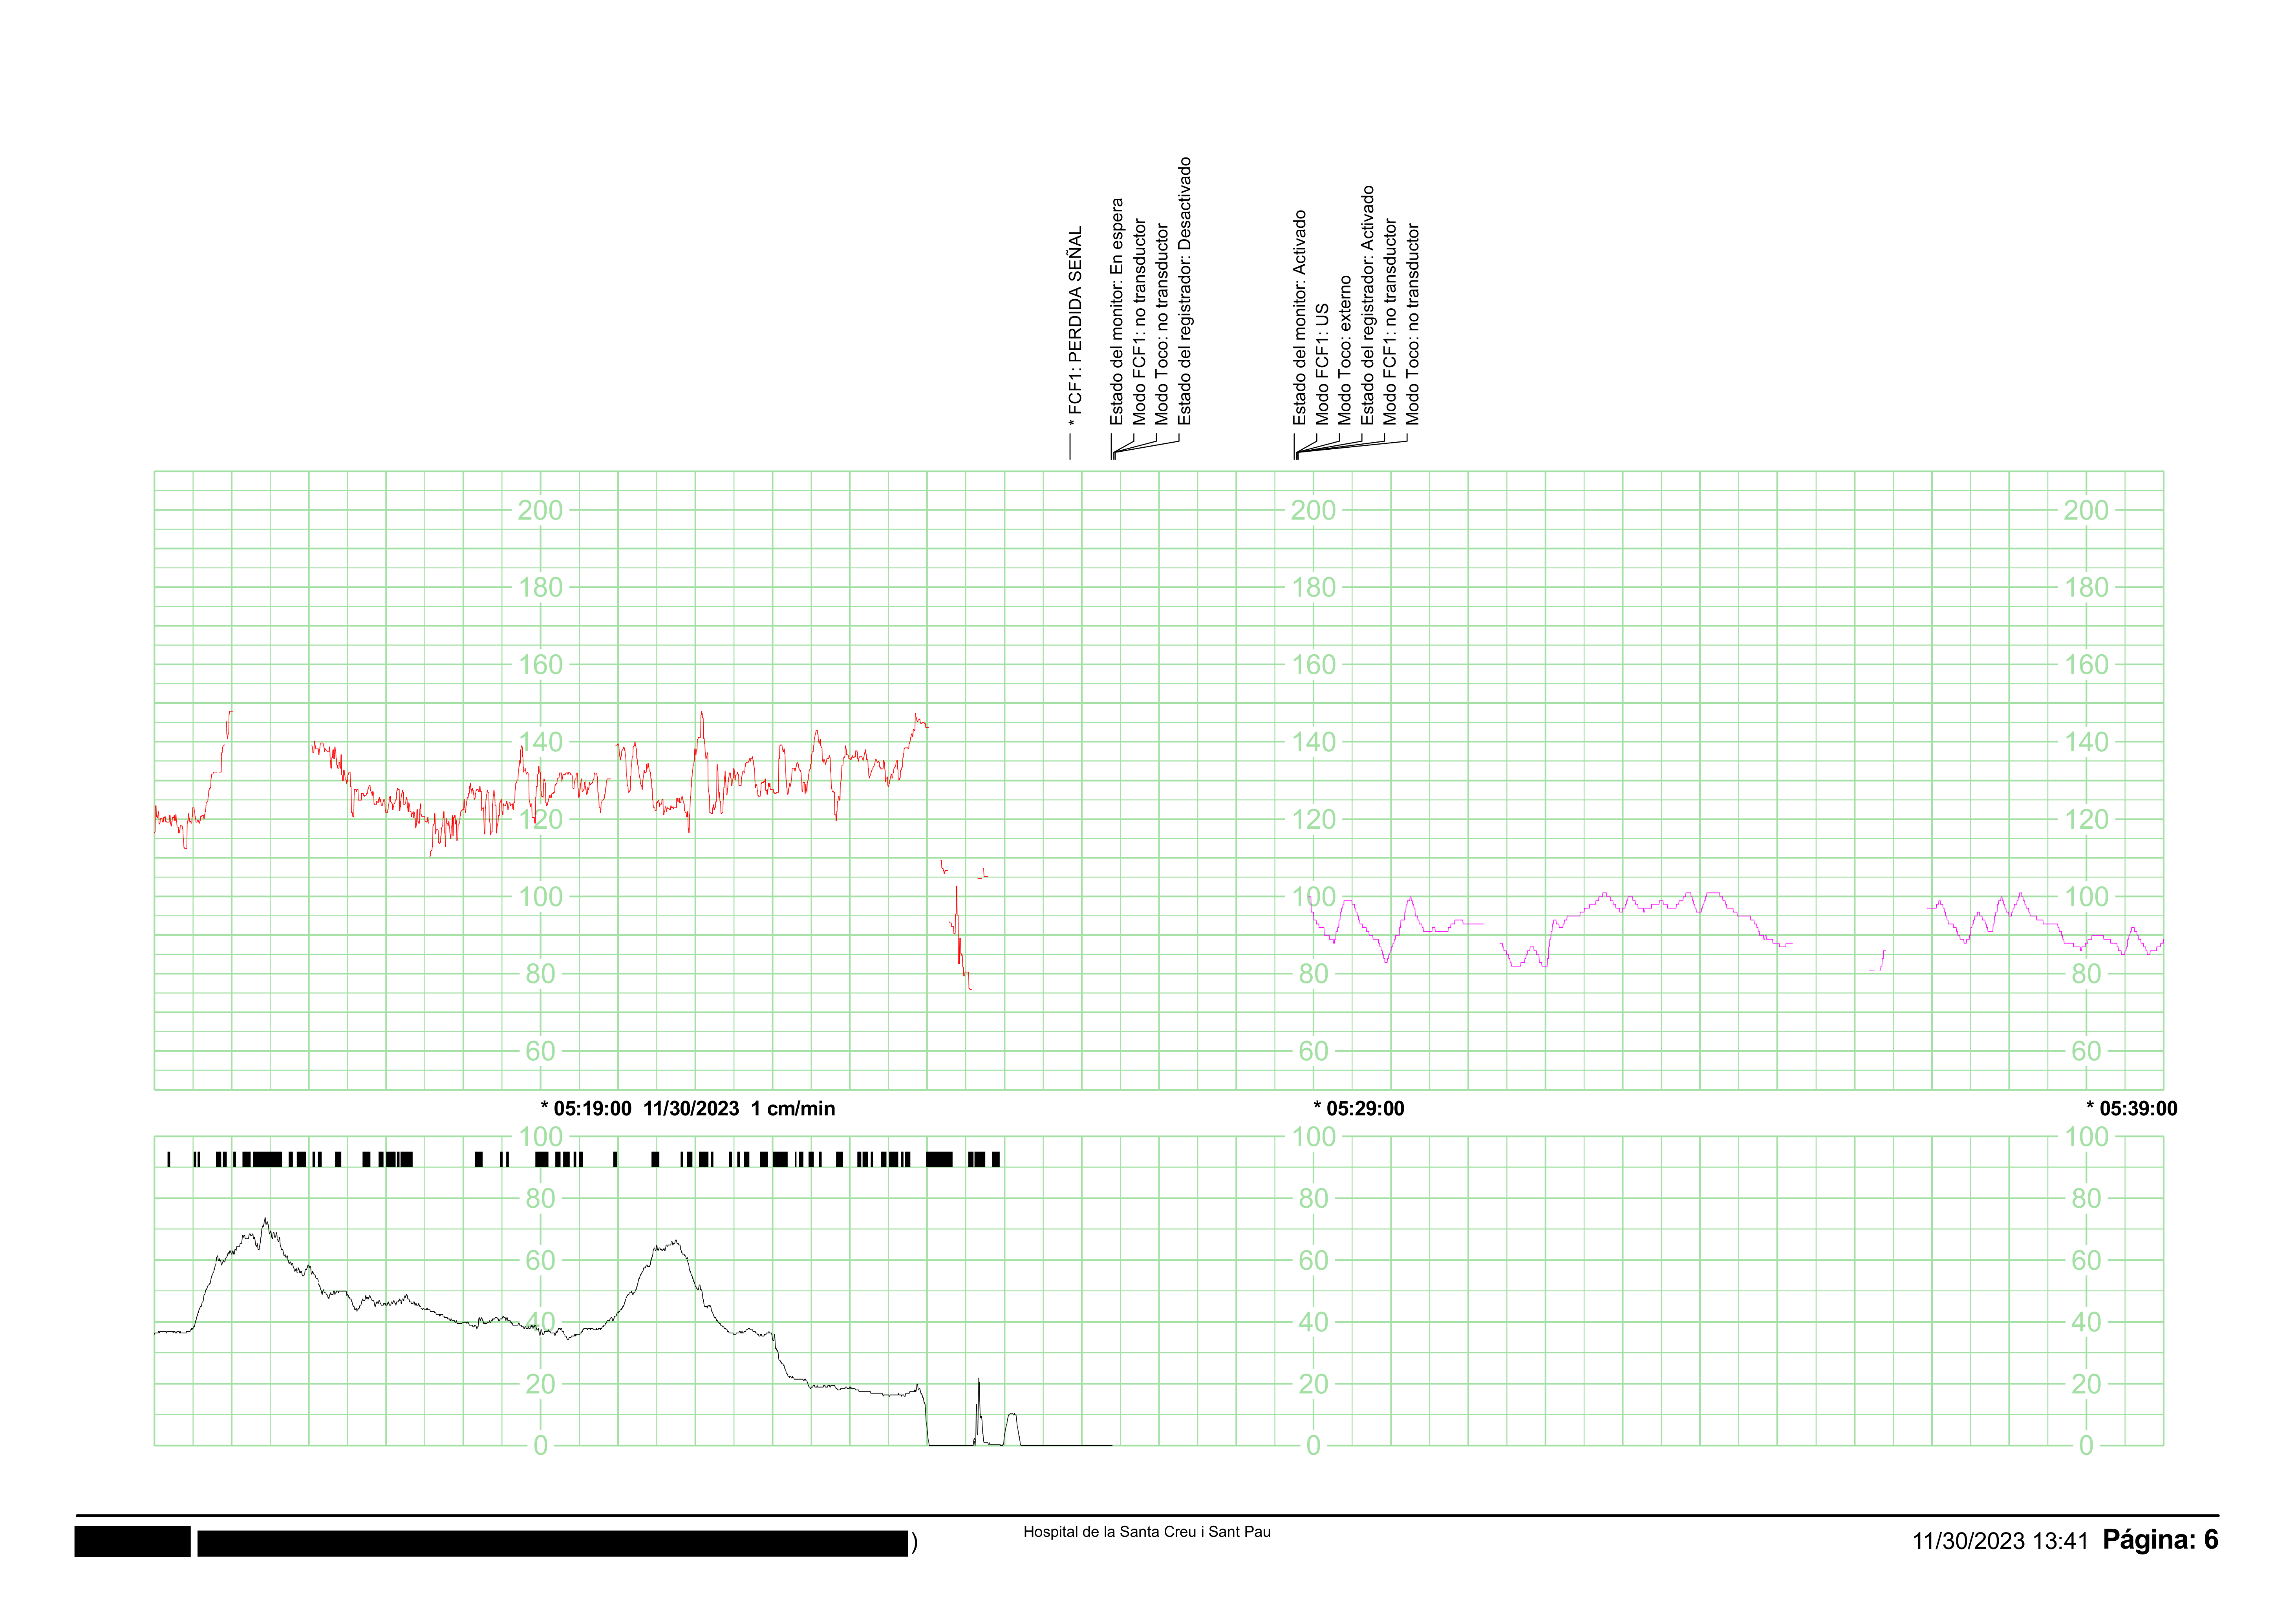 * FCF1: PERDIDA SEÑAL
Estado del monitor: En espera
Modo FCF1: no transductor
Modo Toco: no transductor
Estado del registrador: Desactivado
Estado del monitor: Activado
Modo FCF1: US
Modo Toco: externo
Estado del registrador: Activado
Modo FCF1: no transductor
Modo Toco: no transductor
200 200 200
180 180 180
160 160 160
140 140 140
120 120 120
100 100 100
80 80 80
60 60 60
* 05:19:00 11/30/2023 1 cm/min * 05:29:00 * 05:39:00
100 100 100
80 80 80
60 60 60
40 40 40
20 20 20
0 0 0
) Hospital de la Santa Creu i Sant Pau 11/30/2023 13:41 Página: 6